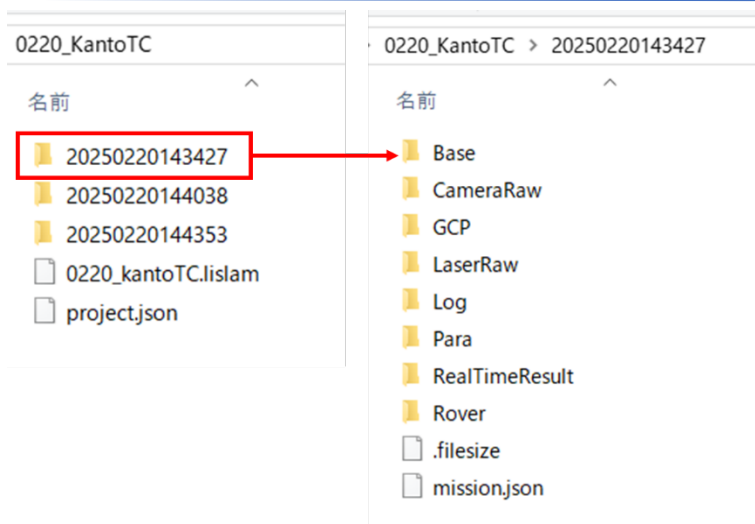 0220_KantoTC
名前
20250220143427
20250220144038
20250220144353
0220_kantoTC.lislam
project.json
0220_KantoTC > 20250220143427
名前
Base
CameraRaw
GCP
LaserRaw
Log
Para
RealTimeResult
Rover
.filesize
mission.json